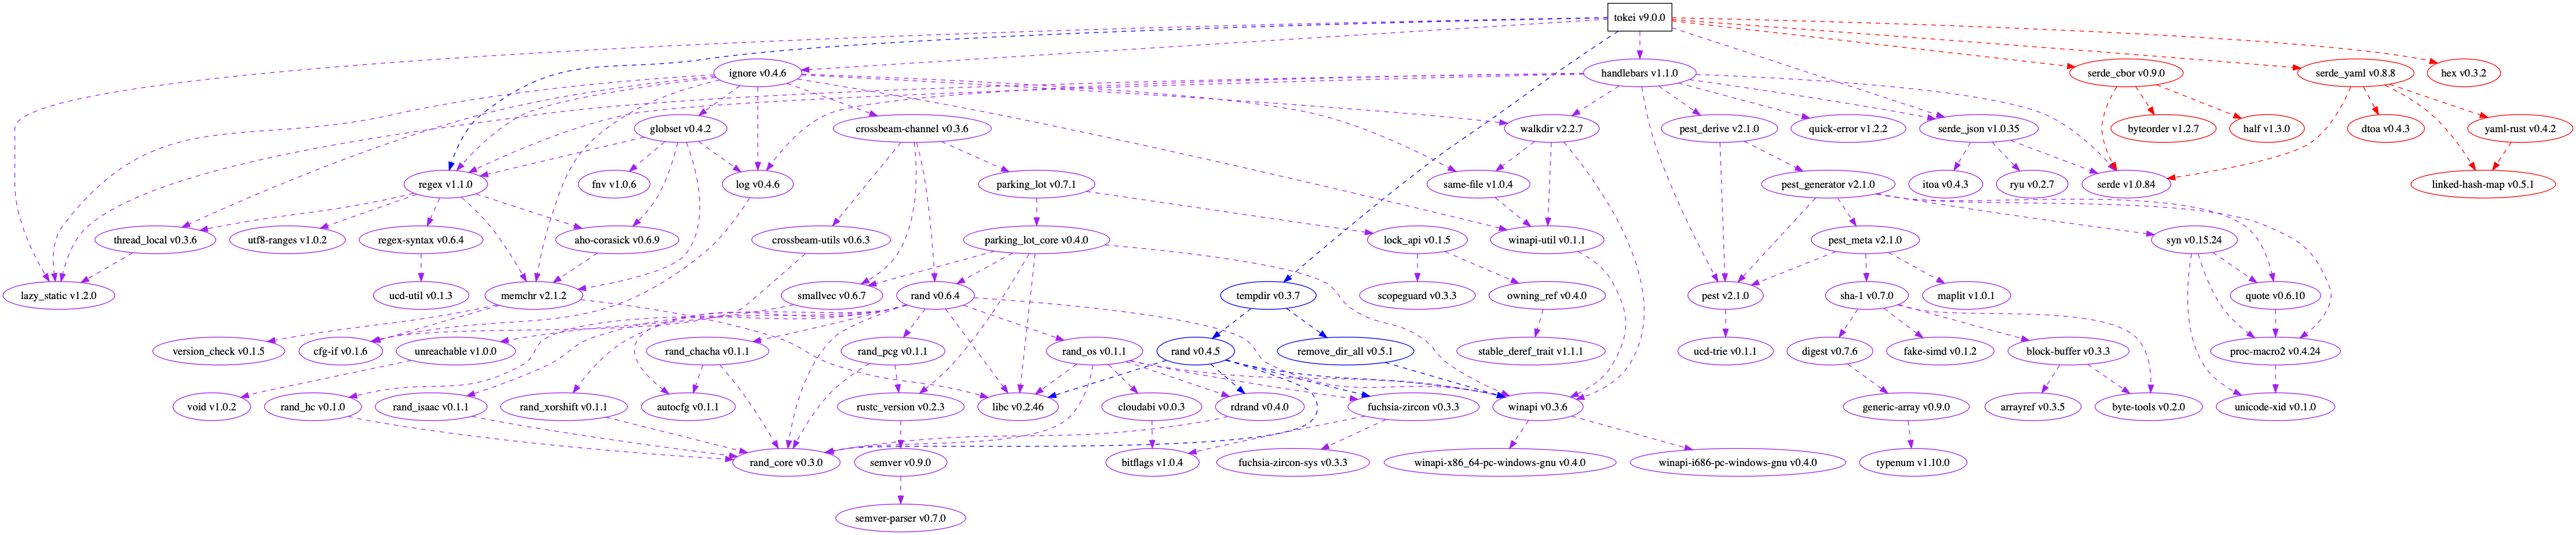 tokei v9.0.0
ignore v0.4.6
handlebars v1.1.0
serde_cbor v0.9.0
serde_yaml v0.8.8
hex v0.3.2
globset v0.4.2
crossbeam-channel v0.3.6
walkdir v2.2.7
pest_derive v2.1.0
quick-error v1.2.2
serde_json v1.0.35
byteorder v1.2.7
half v1.3.0
dtoa v0.4.3
yaml-rust v0.4.2
regex v1.1.0
fnv v1.0.6
log v0.4.6
parking_lot v0.7.1
same-file v1.0.4
pest_generator v2.1.0
itoa v0.4.3
ryu v0.2.7
serde v1.0.84
linked-hash-map v0.5.1
thread_local v0.3.6
utf8-ranges v1.0.2
regex-syntax v0.6.4
aho-corasick v0.6.9
crossbeam-utils v0.6.3
parking_lot_core v0.4.0
lock_api v0.1.5
winapi-util v0.1.1
pest_meta v2.1.0
syn v0.15.24
lazy_static v1.2.0
ucd-util v0.1.3
memchr v2.1.2
smallvec v0.6.7
rand v0.6.4
tempdir v0.3.7
scopeguard v0.3.3
owning_ref v0.4.0
pest v2.1.0
sha-1 v0.7.0
maplit v1.0.1
quote v0.6.10
version_check v0.1.5
cfg-if v0.1.6
unreachable v1.0.0
rand_chacha v0.1.1
rand_pcg v0.1.1
rand_os v0.1.1
rand v0.4.5
remove_dir_all v0.5.1
stable_deref_trait v1.1.1
ucd-trie v0.1.1
digest v0.7.6
fake-simd v0.1.2
block-buffer v0.3.3
proc-macro2 v0.4.24
void v1.0.2
rand_hc v0.1.0
rand_isaac v0.1.1
rand_xorshift v0.1.1
autocfg v0.1.1
rustc_version v0.2.3
libc v0.2.46
cloudabi v0.0.3
rdrand v0.4.0
fuchsia-zircon v0.3.3
winapi v0.3.6
generic-array v0.9.0
arrayref v0.3.5
byte-tools v0.2.0
unicode-xid v0.1.0
rand_core v0.3.0
semver v0.9.0
bitflags v1.0.4
fuchsia-zircon-sys v0.3.3
winapi-x86_64-pc-windows-gnu v0.4.0
winapi-i686-pc-windows-gnu v0.4.0
typenum v1.10.0
semver-parser v0.7.0